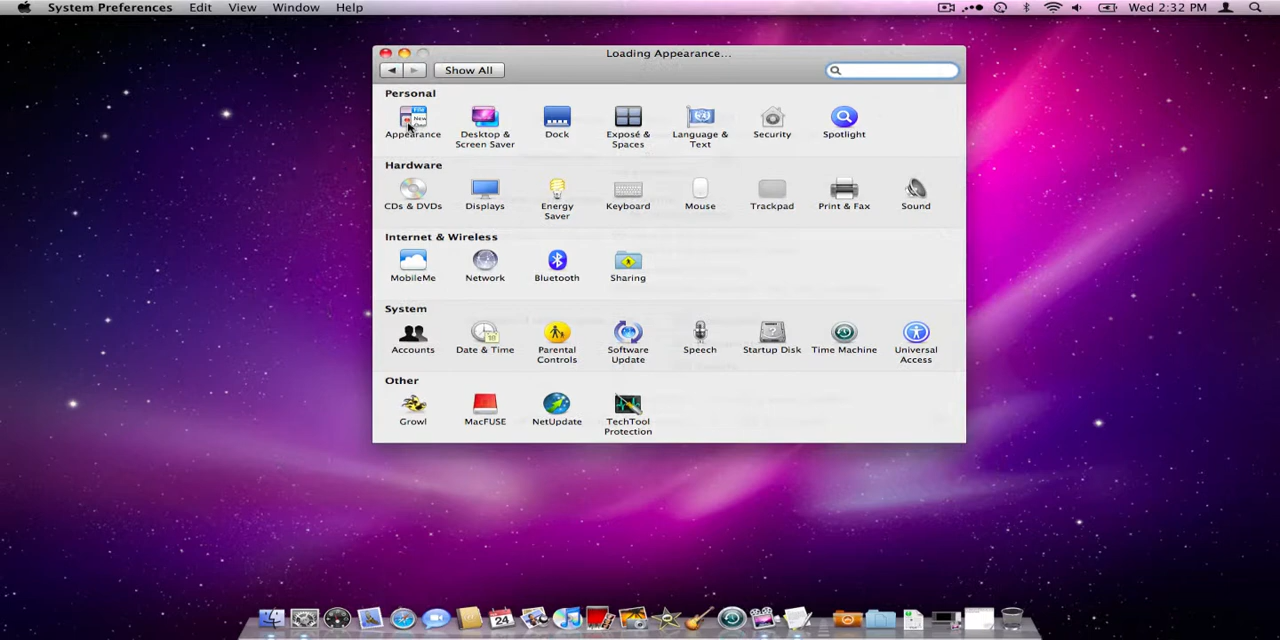 System Preferences Edit View Window Help Wed 2:32 PM
Loading Appearance...
Show All
Personal
Appearance Desktop & Screen Saver Dock Exposé & Spaces Language & Text Security Spotlight
Hardware
CDs & DVDs Displays Energy Saver Keyboard Mouse Trackpad Print & Fax Sound
Internet & Wireless
MobileMe Network Bluetooth Sharing
System
Accounts Date & Time Parental Controls Software Update Speech Startup Disk Time Machine Universal Access
Other
Growl MacFUSE NetUpdate TechTool Protection
24